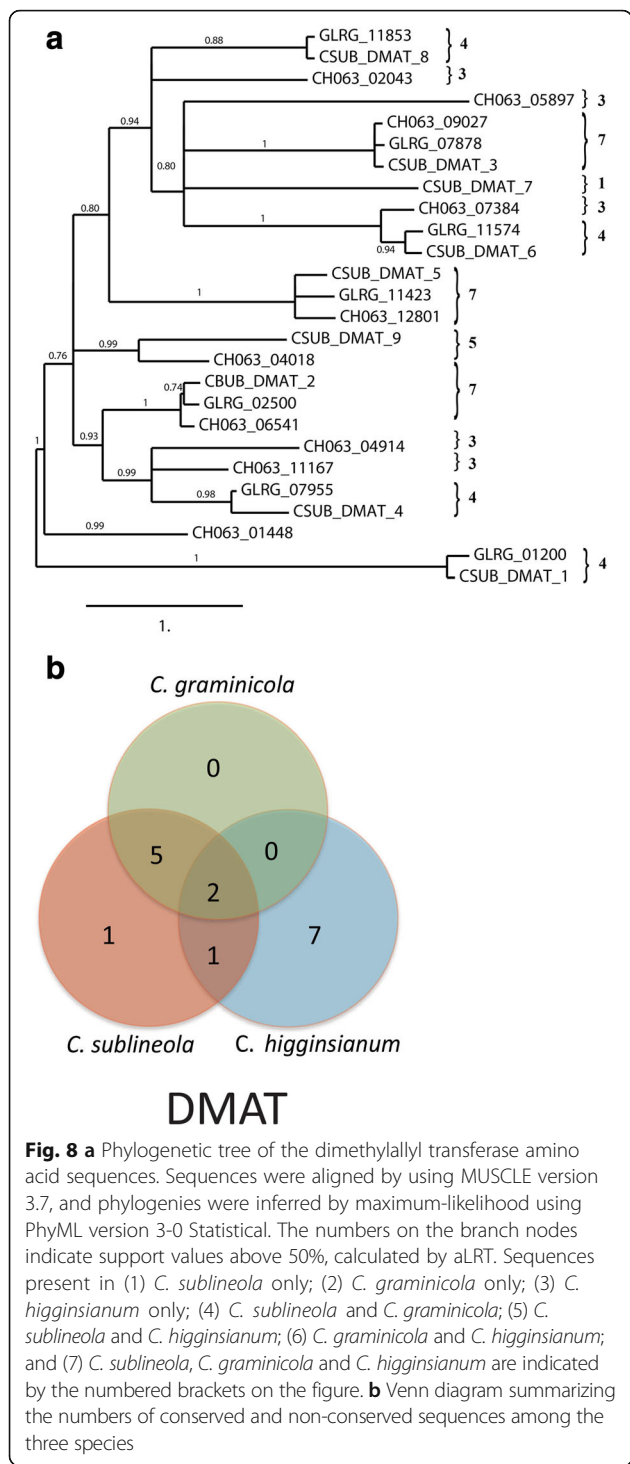 a
0.88
GLRG_11853
CSUB_DMAT_8
4
CH063_02043
3
0.94
CH063_05897
3
0.80
CH063_09027
1
GLRG_07878
7
CSUB_DMAT_3
CSUB_DMAT_7
1
CH063_07384
3
1
GLRG_11574
4
0.94
CSUB_DMAT_6
0.80
CSUB_DMAT_5
1
GLRG_11423
7
CH063_12801
CSUB_DMAT_9
0.99
5
CH063_04018
0.76
CBUB_DMAT_2
0.74
1
GLRG_02500
7
CH063_06541
0.93
CH063_04914
3
CH063_11167
3
0.99
GLRG_07955
0.98
4
CSUB_DMAT_4
1
0.99
CH063_01448
GLRG_01200
1
4
CSUB_DMAT_1
1.
b
C. graminicola
0
5
0
2
1
7
1
C. sublineola
C. higginsianum
DMAT
Fig. 8 a Phylogenetic tree of the dimethylallyl transferase amino
acid sequences. Sequences were aligned by using MUSCLE version
3.7, and phylogenies were inferred by maximum-likelihood using
PhyML version 3-0 Statistical. The numbers on the branch nodes
indicate support values above 50%, calculated by aLRT. Sequences
present in (1) C. sublineola only; (2) C. graminicola only; (3) C.
higginsianum only; (4) C. sublineola and C. graminicola; (5) C.
sublineola and C. higginsianum; (6) C. graminicola and C. higginsianum;
and (7) C. sublineola, C. graminicola and C. higginsianum are indicated
by the numbered brackets on the figure. b Venn diagram summarizing
the numbers of conserved and non-conserved sequences among the
three species